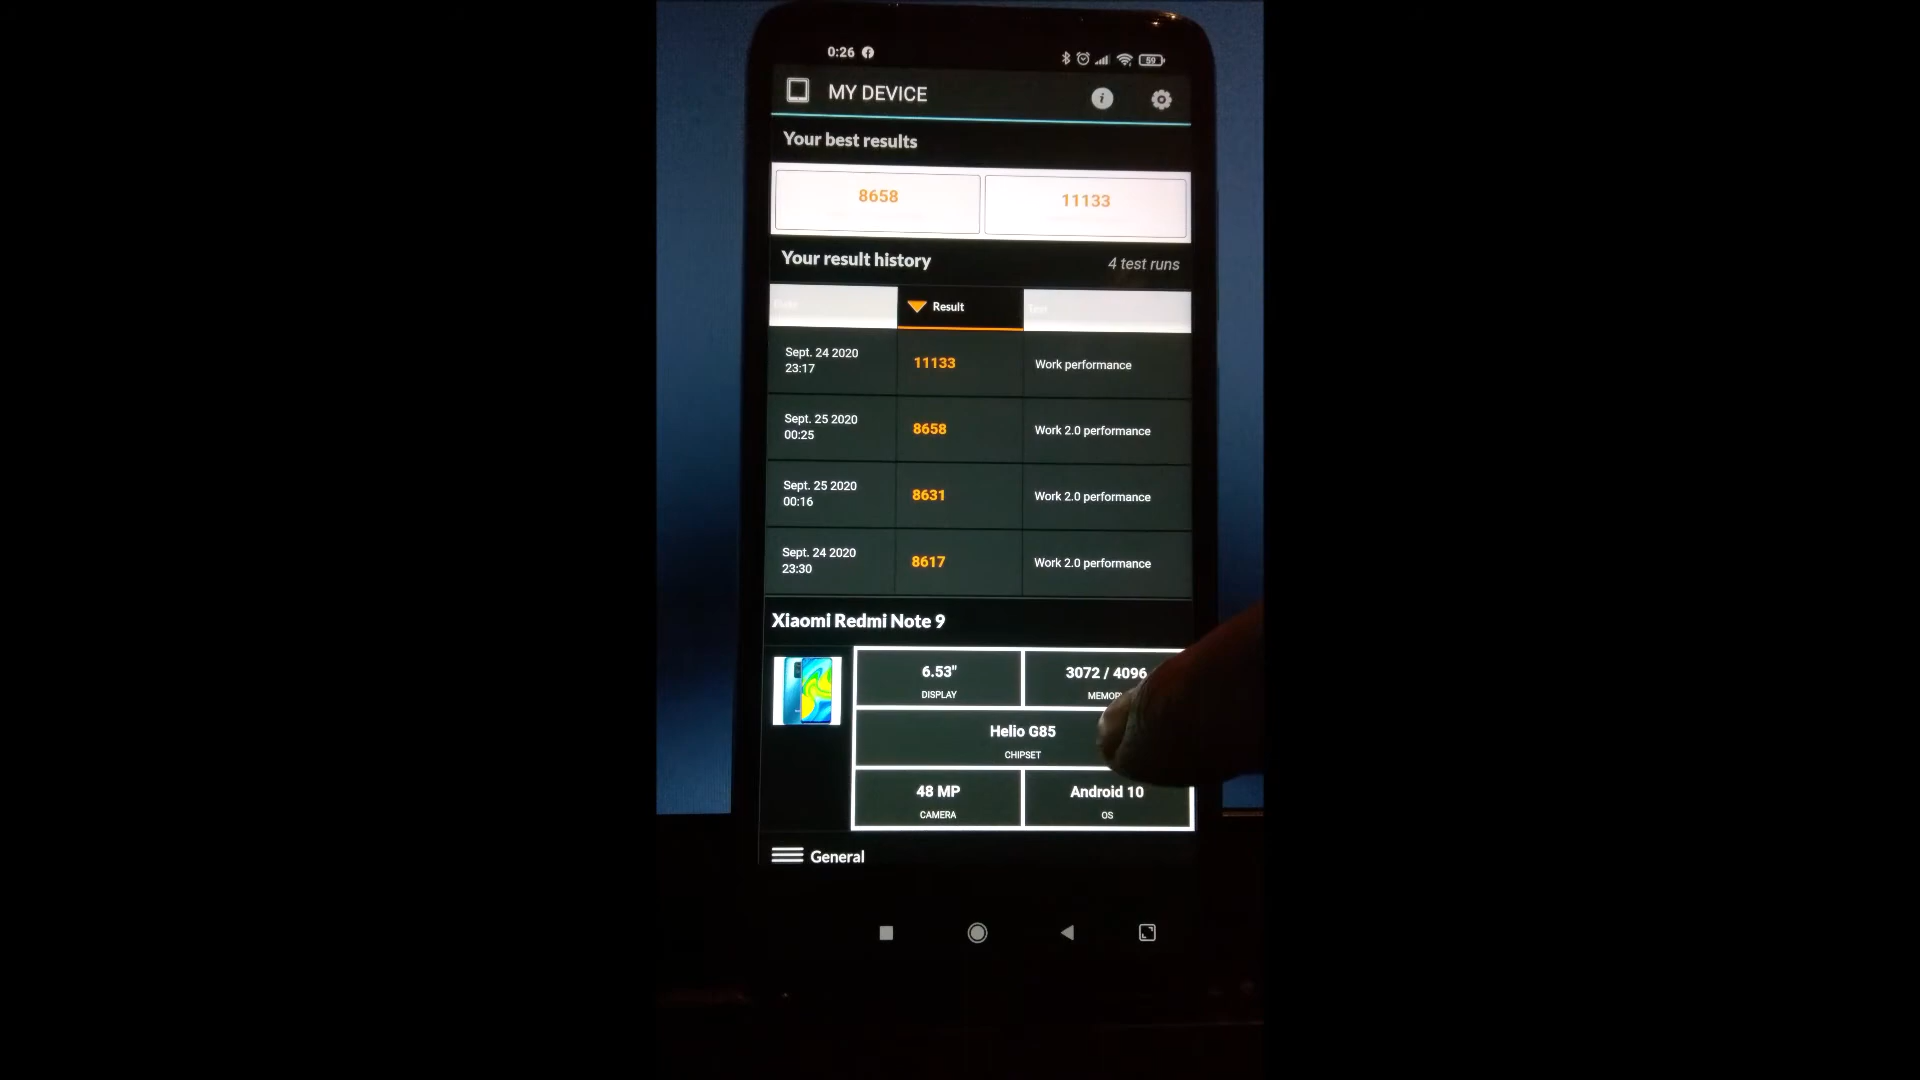 0:26
59
MY DEVICE
Your best results
8658
11133
Your result history
4 test runs
Result
Sept. 24 2020
23:17
11133
Work performance
Sept. 25 2020
00:25
8658
Work 2.0 performance
Sept. 25 2020
00:16
8631
Work 2.0 performance
Sept. 24 2020
23:30
8617
Work 2.0 performance
Xiaomi Redmi Note 9
6.53"
DISPLAY
3072 / 4096
Helio G85
CHIPSET
48 MP
CAMERA
Android 10
OS
General